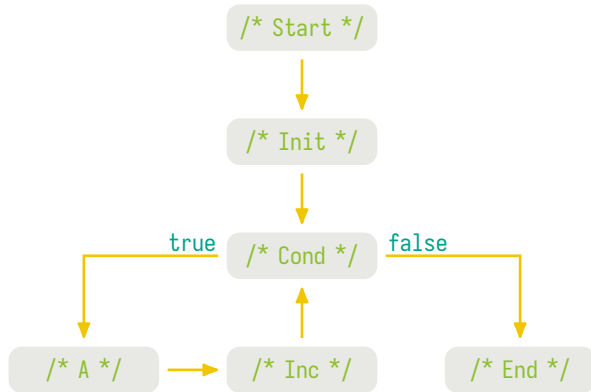 /* Start */
/* Init */
true
false
/* Cond */
/* A */
/* Inc */
/* End */